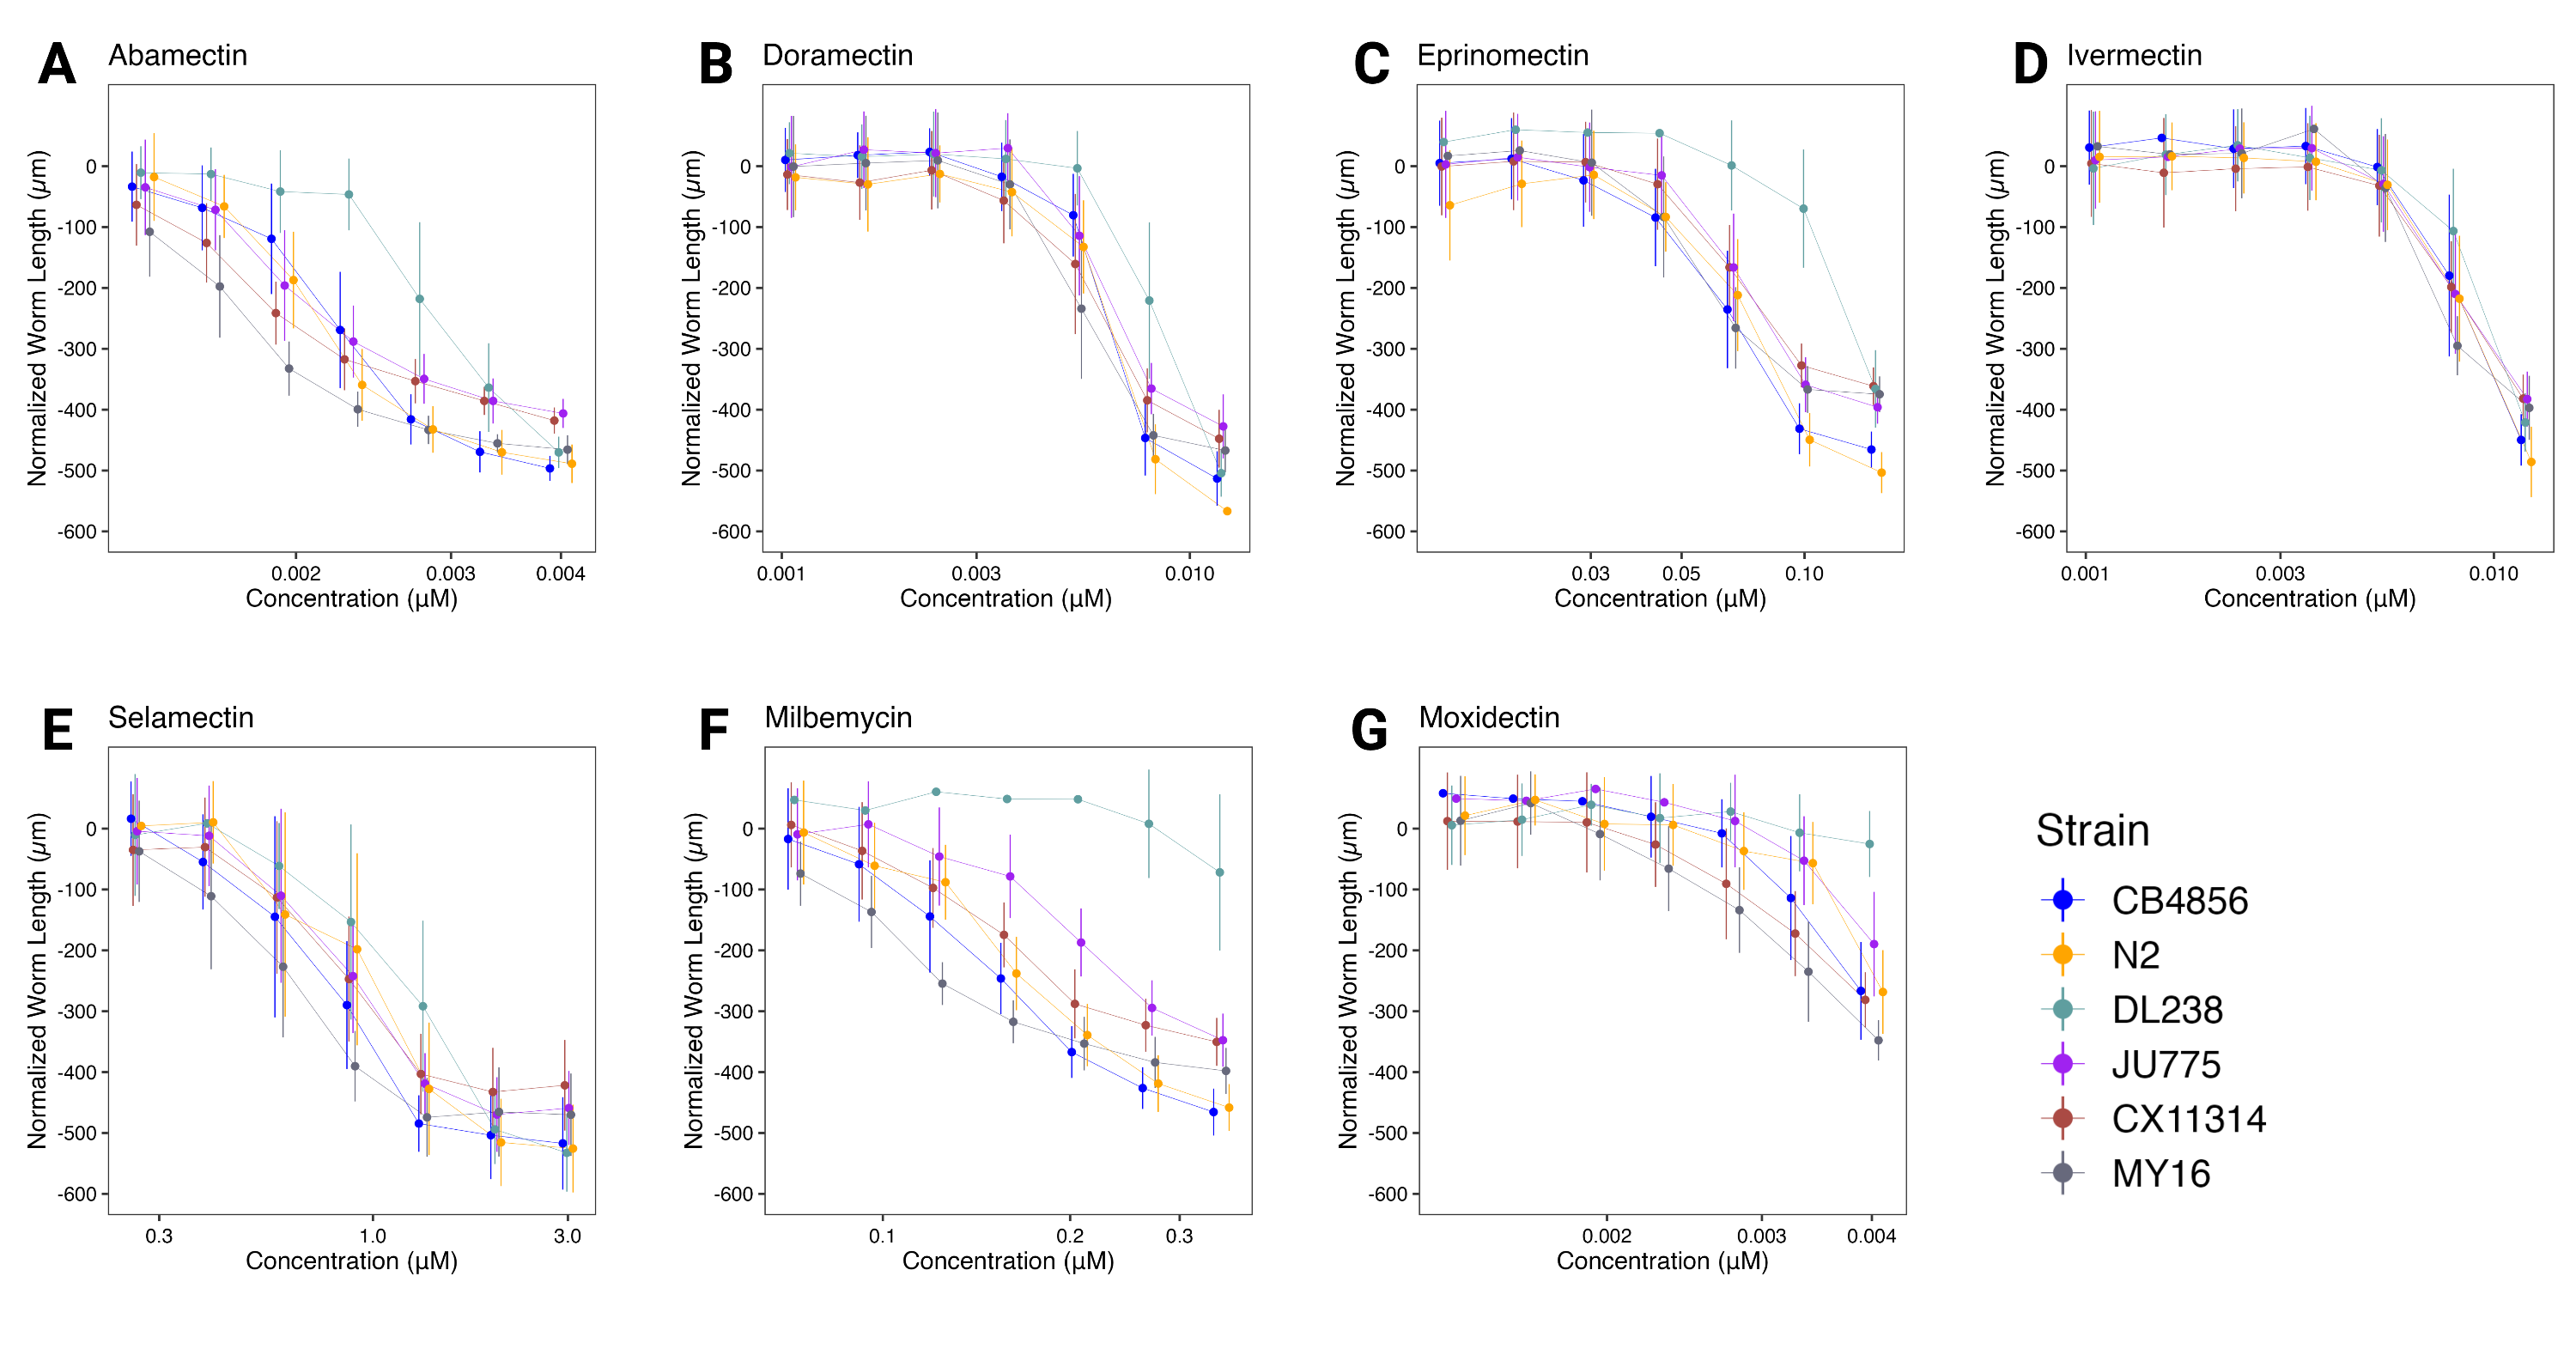 A Abamectin
Normalized Worm Length (µm)
0
-100
-200
-300
-400
-500
-600
0.002 0.003 0.004
Concentration (µM)
B Doramectin
Normalized Worm Length (µm)
0
-100
-200
-300
-400
-500
-600
0.001 0.003 0.010
Concentration (µM)
C Eprinomectin
Normalized Worm Length (µm)
0
-100
-200
-300
-400
-500
-600
0.03 0.05 0.10
Concentration (µM)
D Ivermectin
Normalized Worm Length (µm)
0
-100
-200
-300
-400
-500
-600
0.001 0.003 0.010
Concentration (µM)
E Selamectin
Normalized Worm Length (µm)
0
-100
-200
-300
-400
-500
-600
0.3 1.0 3.0
Concentration (µM)
F Milbemycin
Normalized Worm Length (µm)
0
-100
-200
-300
-400
-500
-600
0.1 0.2 0.3
Concentration (µM)
G Moxidectin
Normalized Worm Length (µm)
0
-100
-200
-300
-400
-500
-600
0.002 0.003 0.004
Concentration (µM)
Strain
CB4856
N2
DL238
JU775
CX11314
MY16